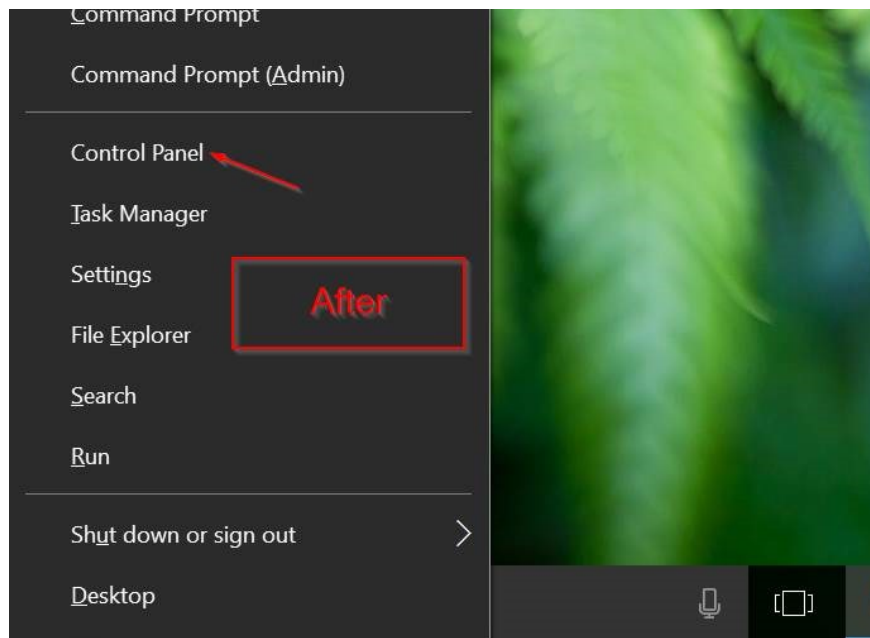 Command Prompt
Command Prompt (Admin)
Control Panel
Task Manager
Settings
After
File Explorer
Search
Run
Shut down or sign out
Desktop